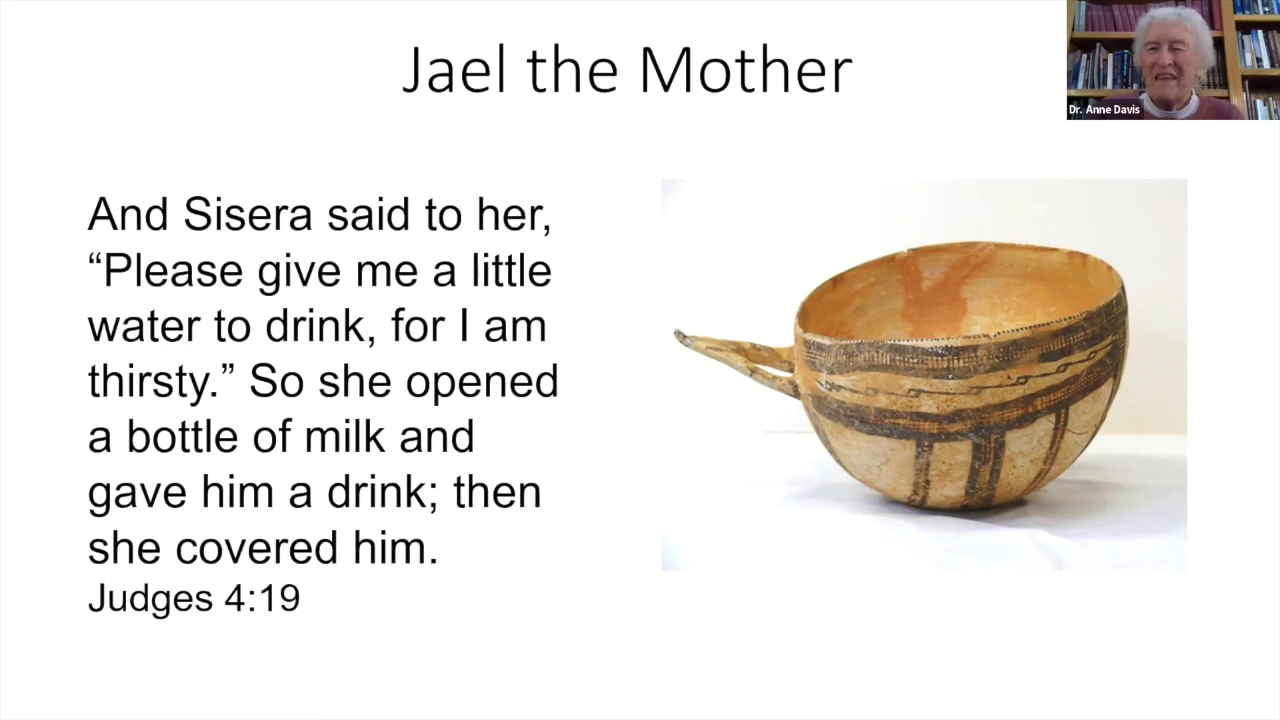 Jael the Mother
Dr. Anne Davis
And Sisera said to her,
“Please give me a little
water to drink, for I am
thirsty.” So she opened
a bottle of milk and
gave him a drink; then
she covered him.
Judges 4:19